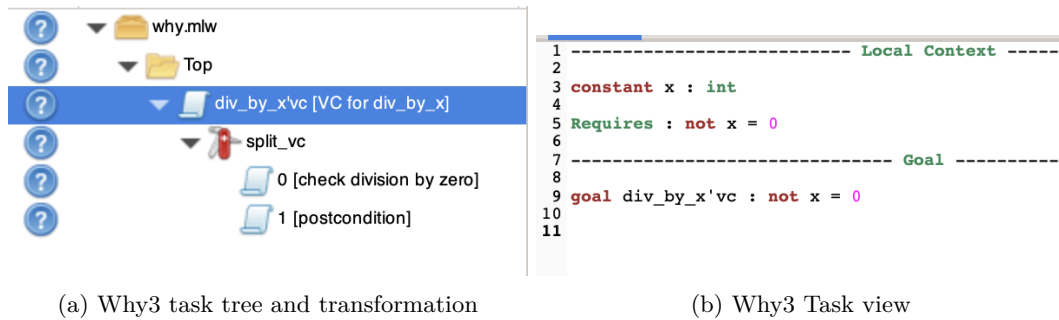 why.mlw
Top
div_by_x'vc [VC for div_by_x]
split_vc
0 [check division by zero]
1 [postcondition]
1 --------------------------- Local Context -----
2
3 constant x : int
4
5 Requires : not x = 0
6
7 ------------------------------- Goal ----------
8
9 goal div_by_x'vc : not x = 0
10
11
(a) Why3 task tree and transformation
(b) Why3 Task view